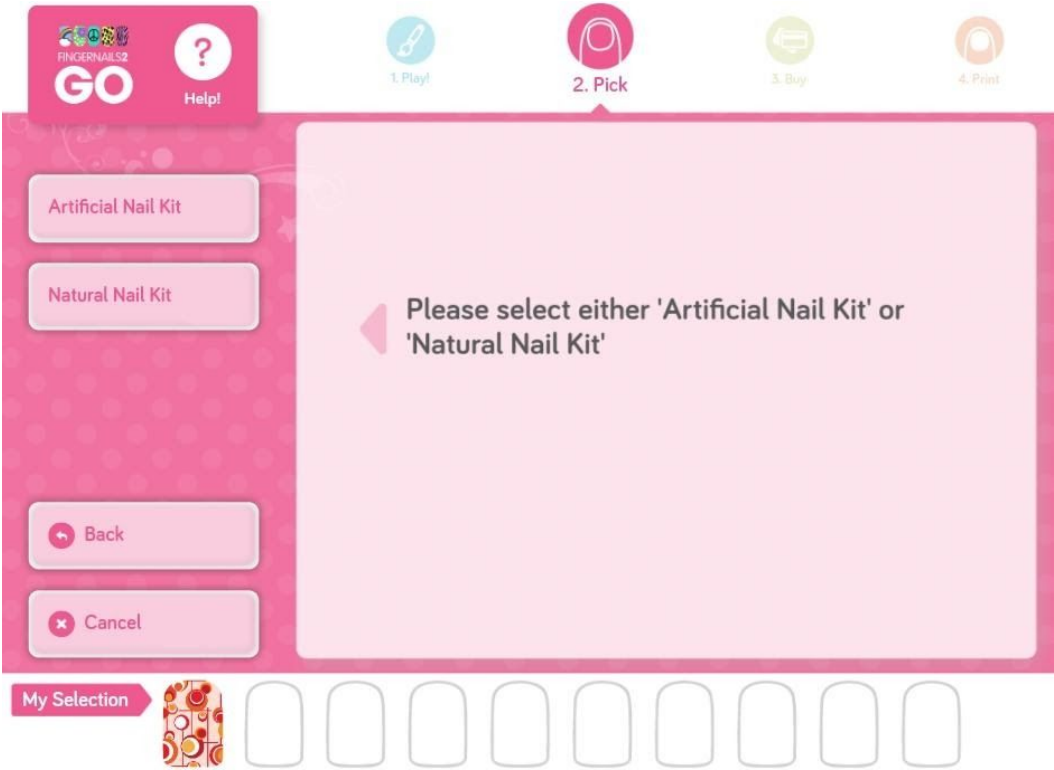 FINGERNAILS2
GO
?
Help!
1. Play!
2. Pick
3. Buy
4. Print
Artificial Nail Kit
Natural Nail Kit
Please select either 'Artificial Nail Kit' or
'Natural Nail Kit'
Back
Cancel
My Selection